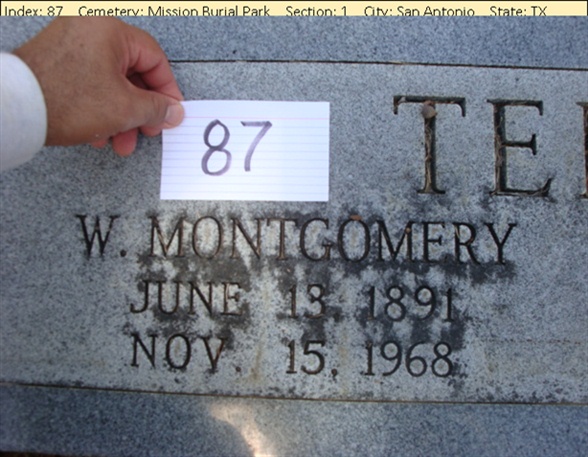 Index: 87 Cemetery: Mission Burial Park Section: 1 City: San Antonio State: TX
87
TE
W. MONTGOMERY
JUNE 13, 1891
NOV. 15, 1968